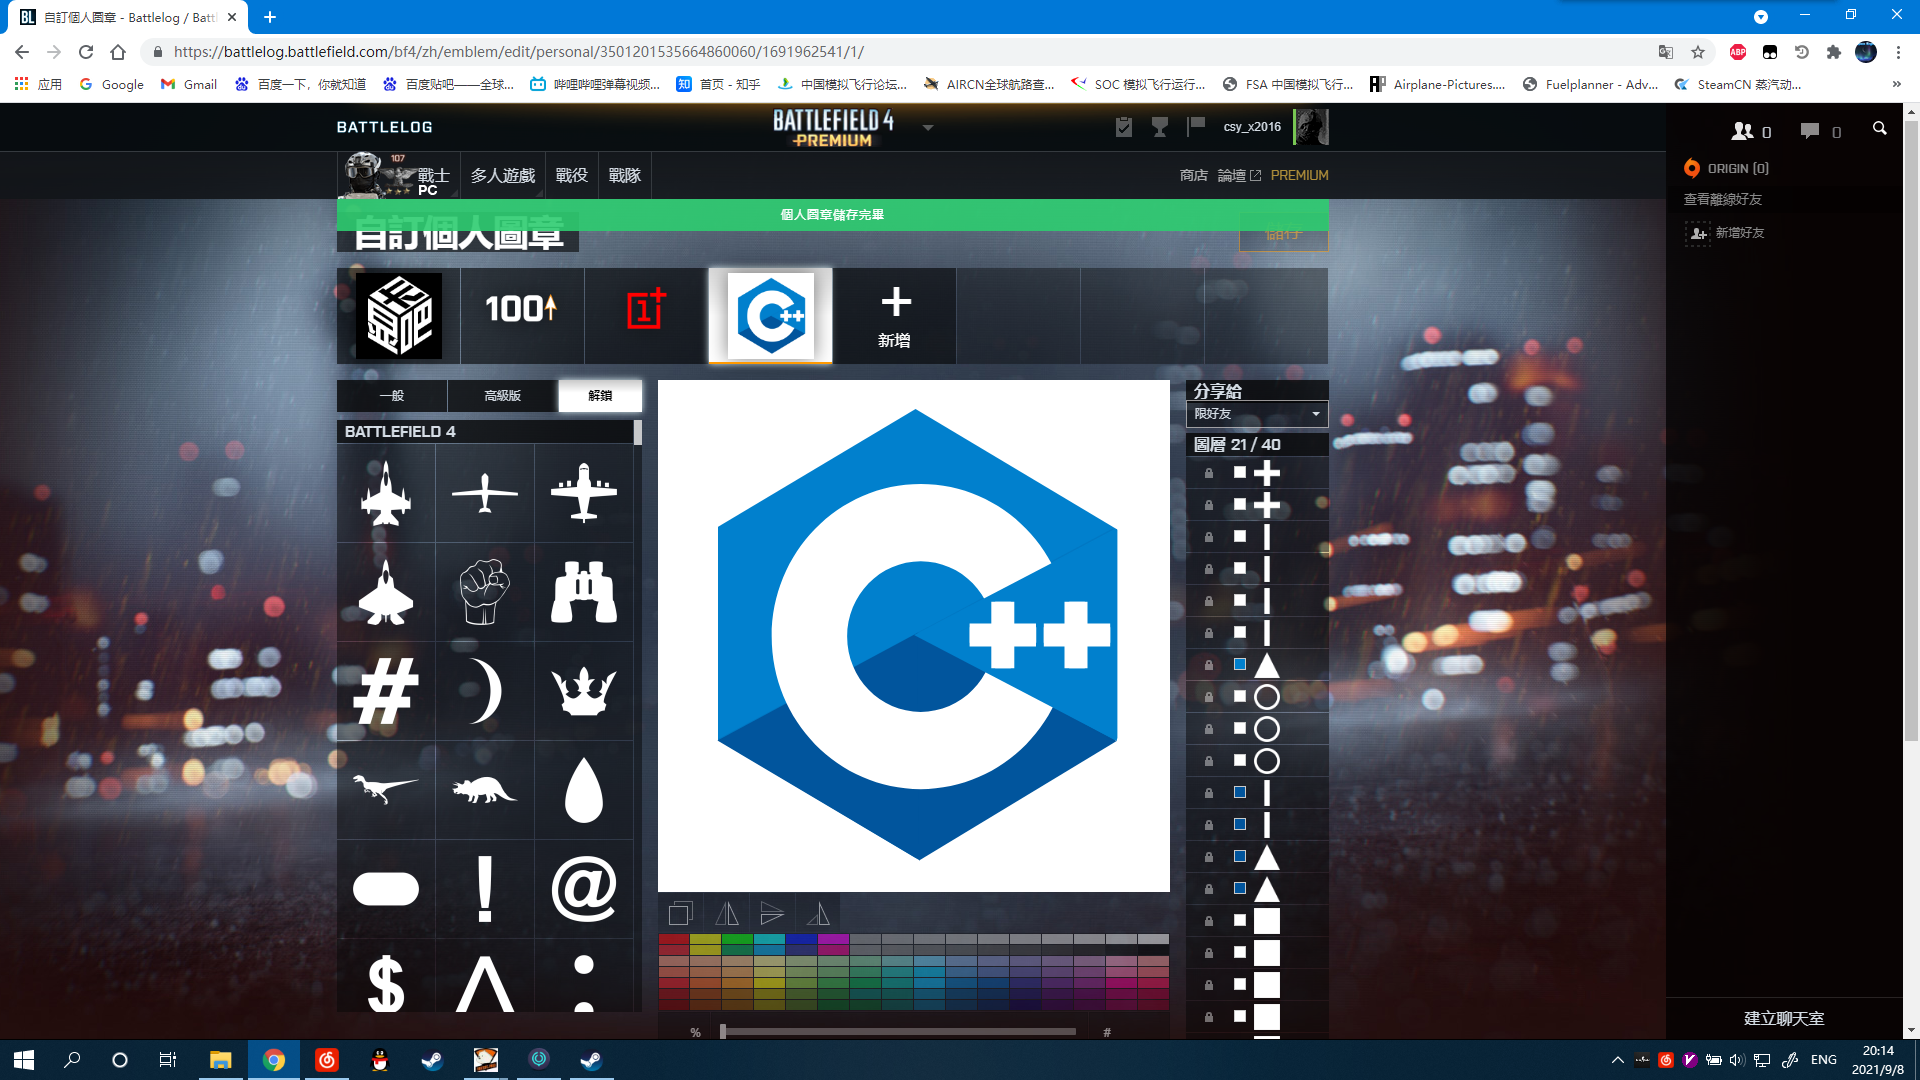 自訂個人圖章 - Battlelog / Battl
https://battlelog.battlefield.com/bf4/zh/emblem/edit/personal/3501201535664860060/1691962541/1/
应用
Google
Gmail
百度一下，你就知道
百度贴吧——全球...
哔哩哔哩弹幕视频...
首页 - 知乎
中国模拟飞行论坛...
AIRCN全球航路查...
SOC 模拟飞行运行...
FSA 中国模拟飞行...
Airplane-Pictures....
Fuelplanner - Adv...
SteamCN 蒸汽动...
BATTLELOG
BATTLEFIELD 4
PREMIUM
csy_x2016
0
0
107
戰士
PC
多人遊戲
戰役
戰隊
商店
論壇
PREMIUM
ORIGIN [0]
查看離線好友
新增好友
個人圖章儲存完畢
自訂個人圖章
儲存
100
1+
C++
新增
一般
高級版
解鎖
BATTLEFIELD 4
C++
分享給
限好友
圖層 21 / 40
%
#
建立聊天室
ENG
20:14
2021/9/8